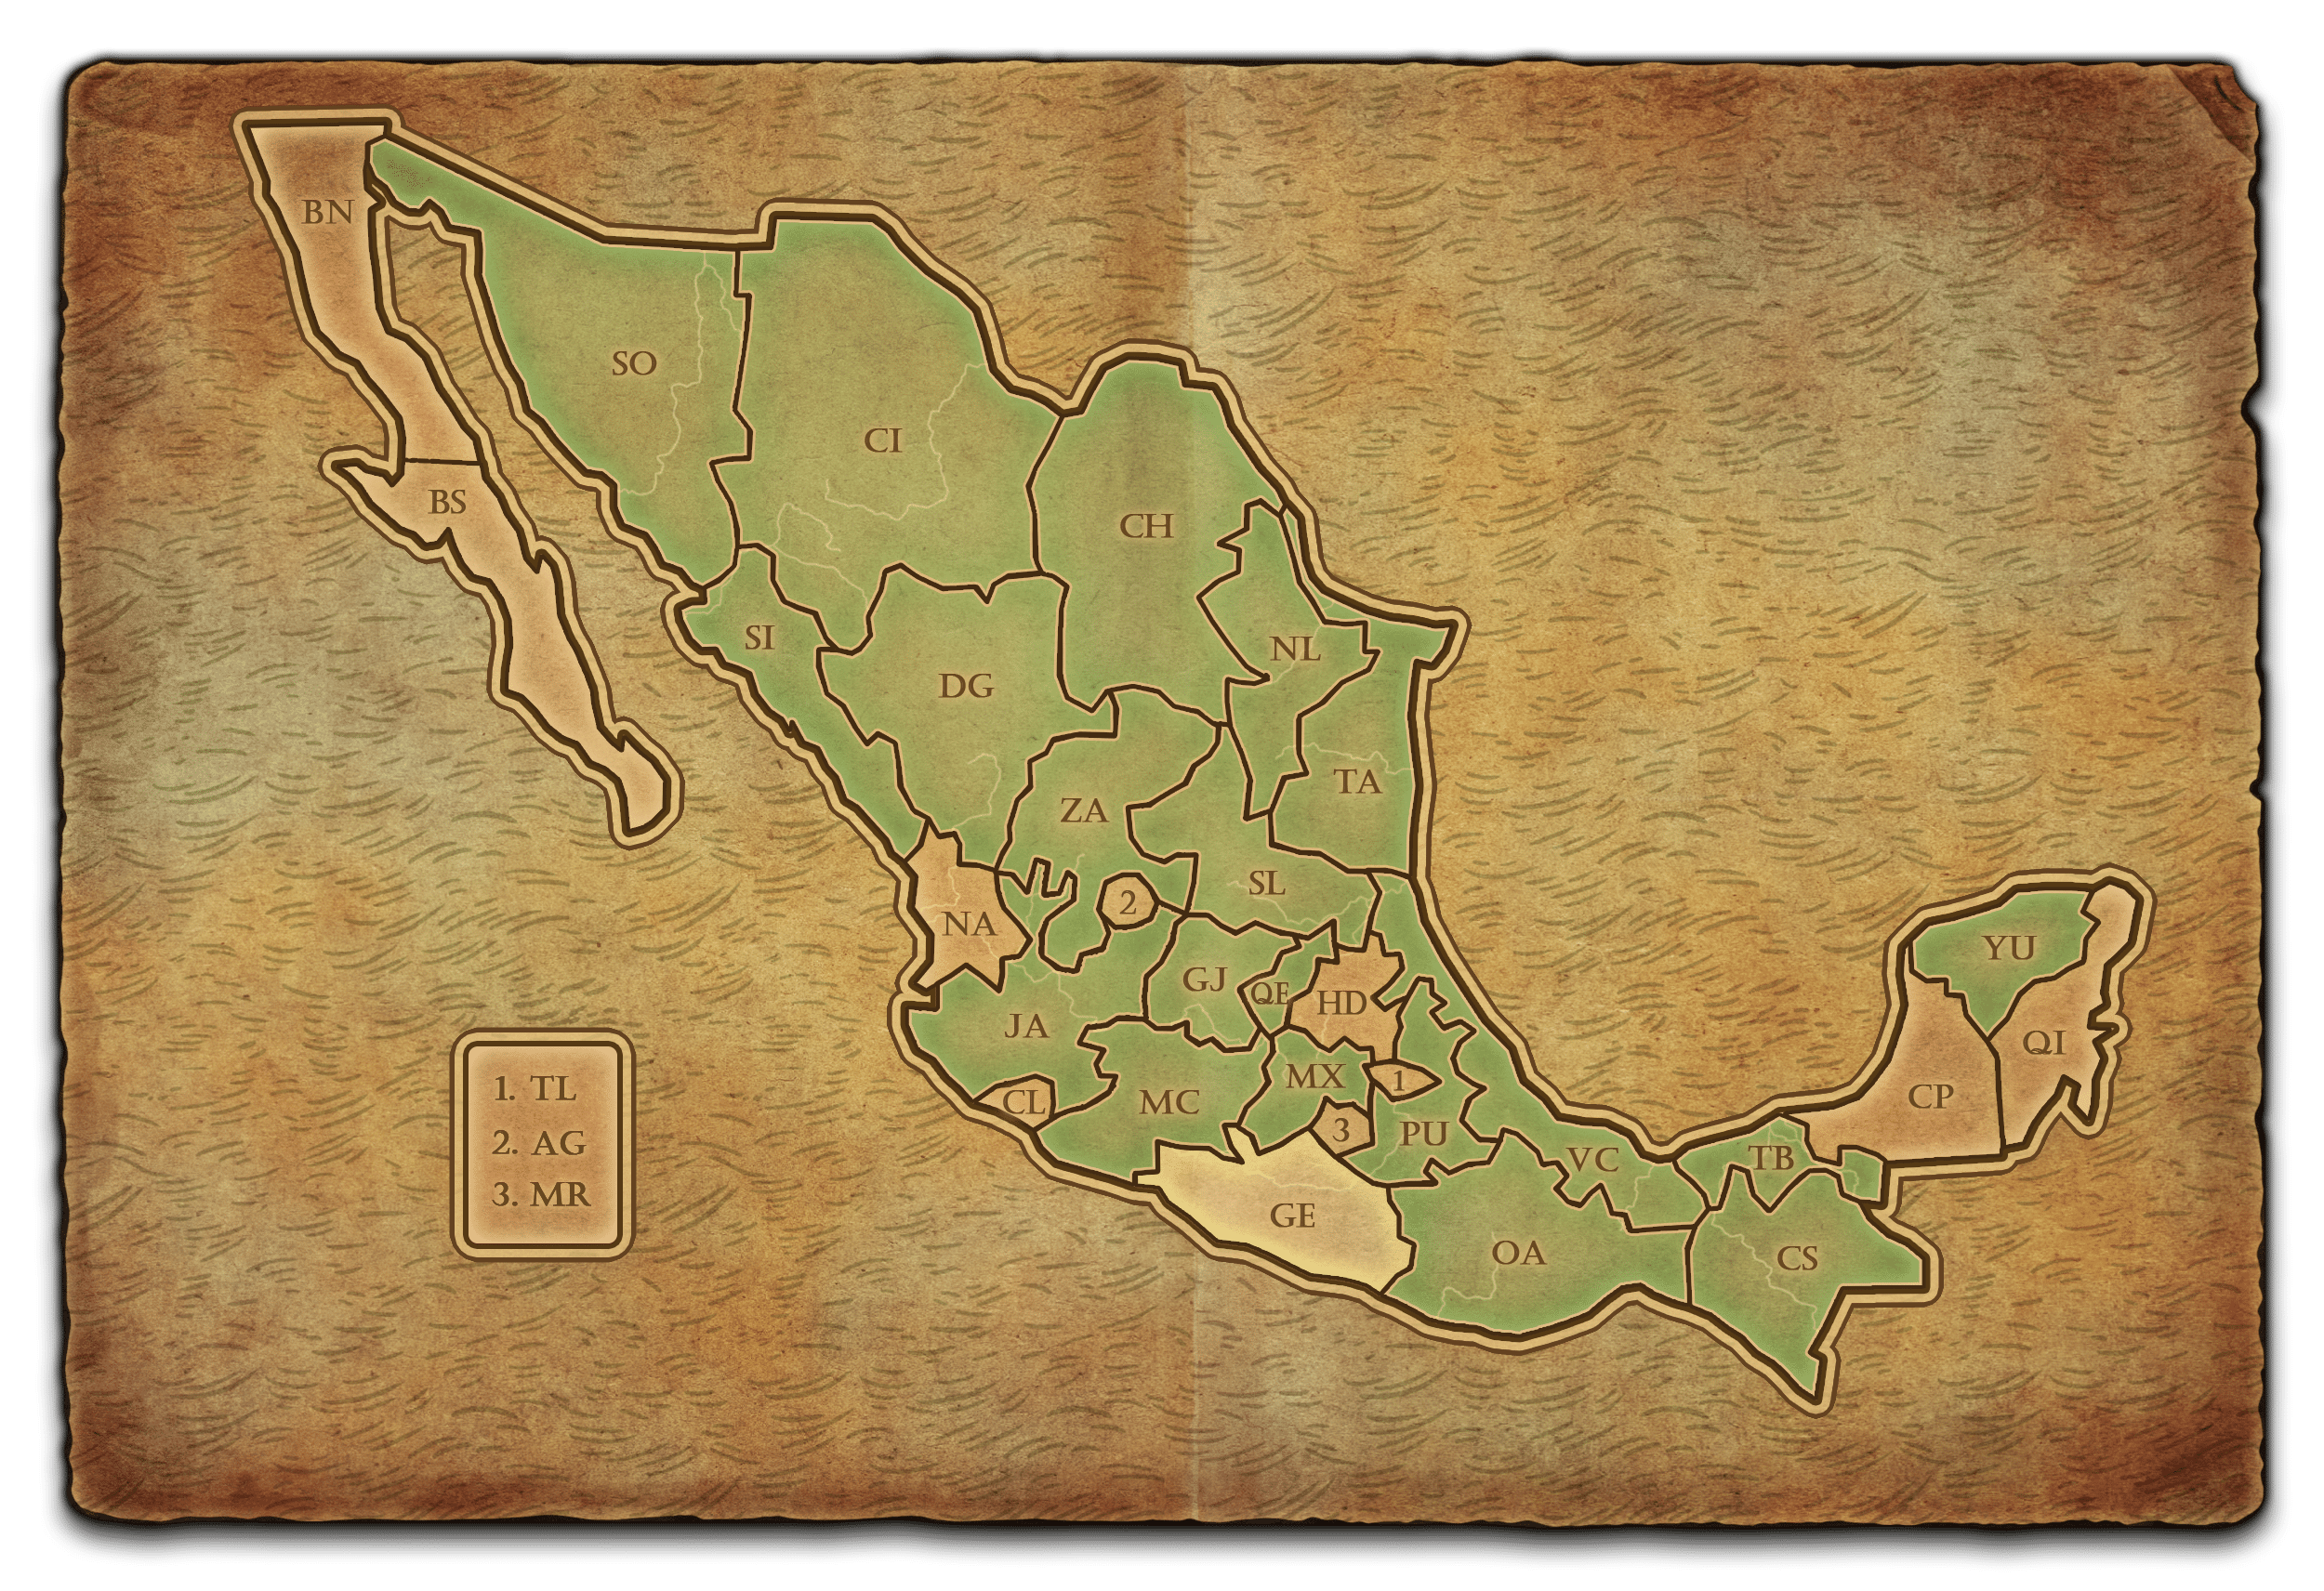 BN
SO
CI
BS
CH
SI
NL
DG
TA
ZA
SL
2
NA
YU
GJ
QE
HD
JA
QI
MX
1
CL
MC
CP
3
PU
VC
TB
GE
OA
CS
1. TL
2. AG
3. MR